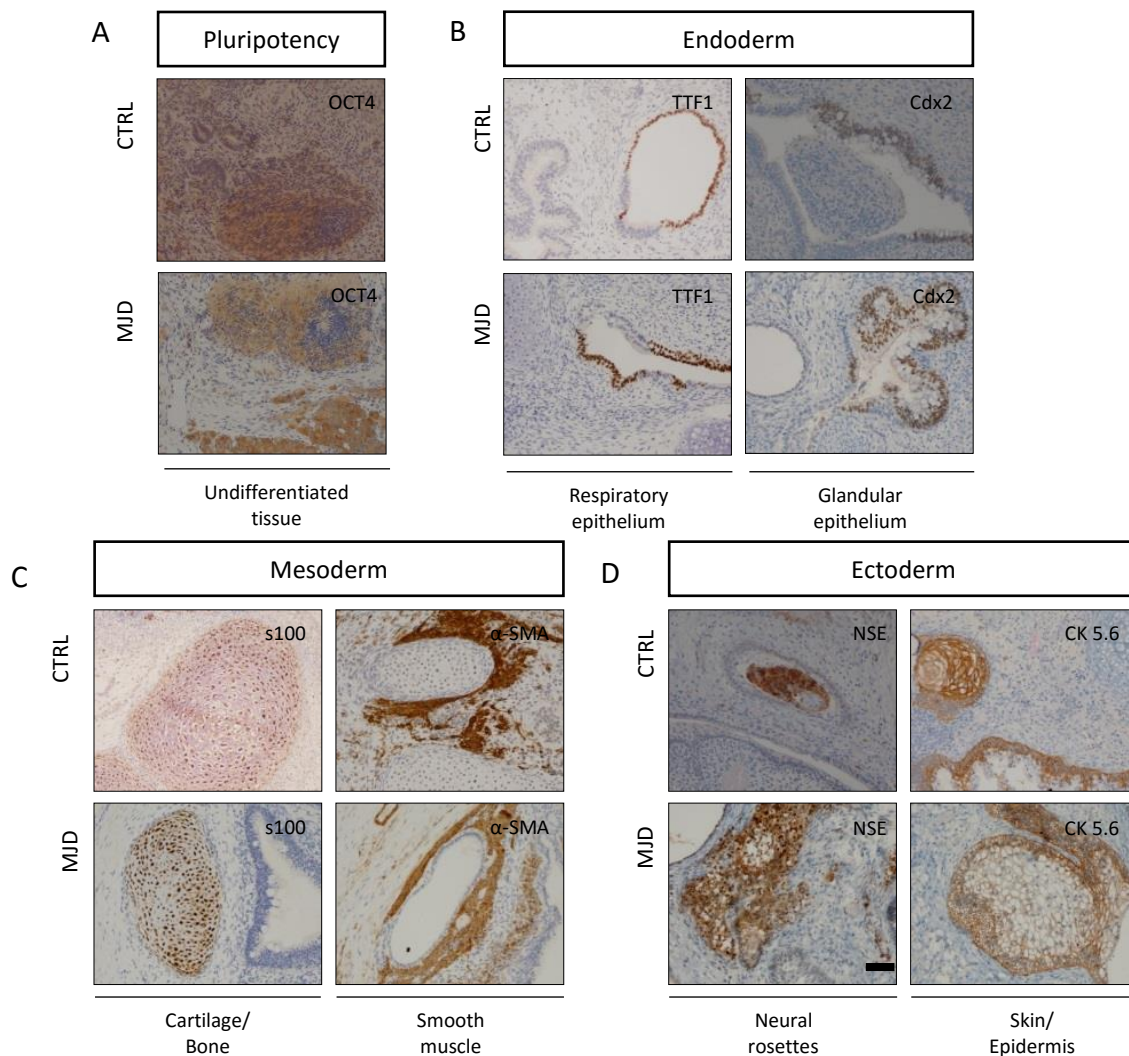 A
Pluripotency
B
Endoderm
CTRL
OCT4
TTF1
Cdx2
MJD
OCT4
TTF1
Cdx2
Undifferentiated
tissue
Respiratory
epithelium
Glandular
epithelium
C
Mesoderm
D
Ectoderm
CTRL
s100
α-SMA
CTRL
NSE
CK 5.6
MJD
s100
α-SMA
MJD
NSE
CK 5.6
Cartilage/
Bone
Smooth
muscle
Neural
rosettes
Skin/
Epidermis
CTRL
MJD